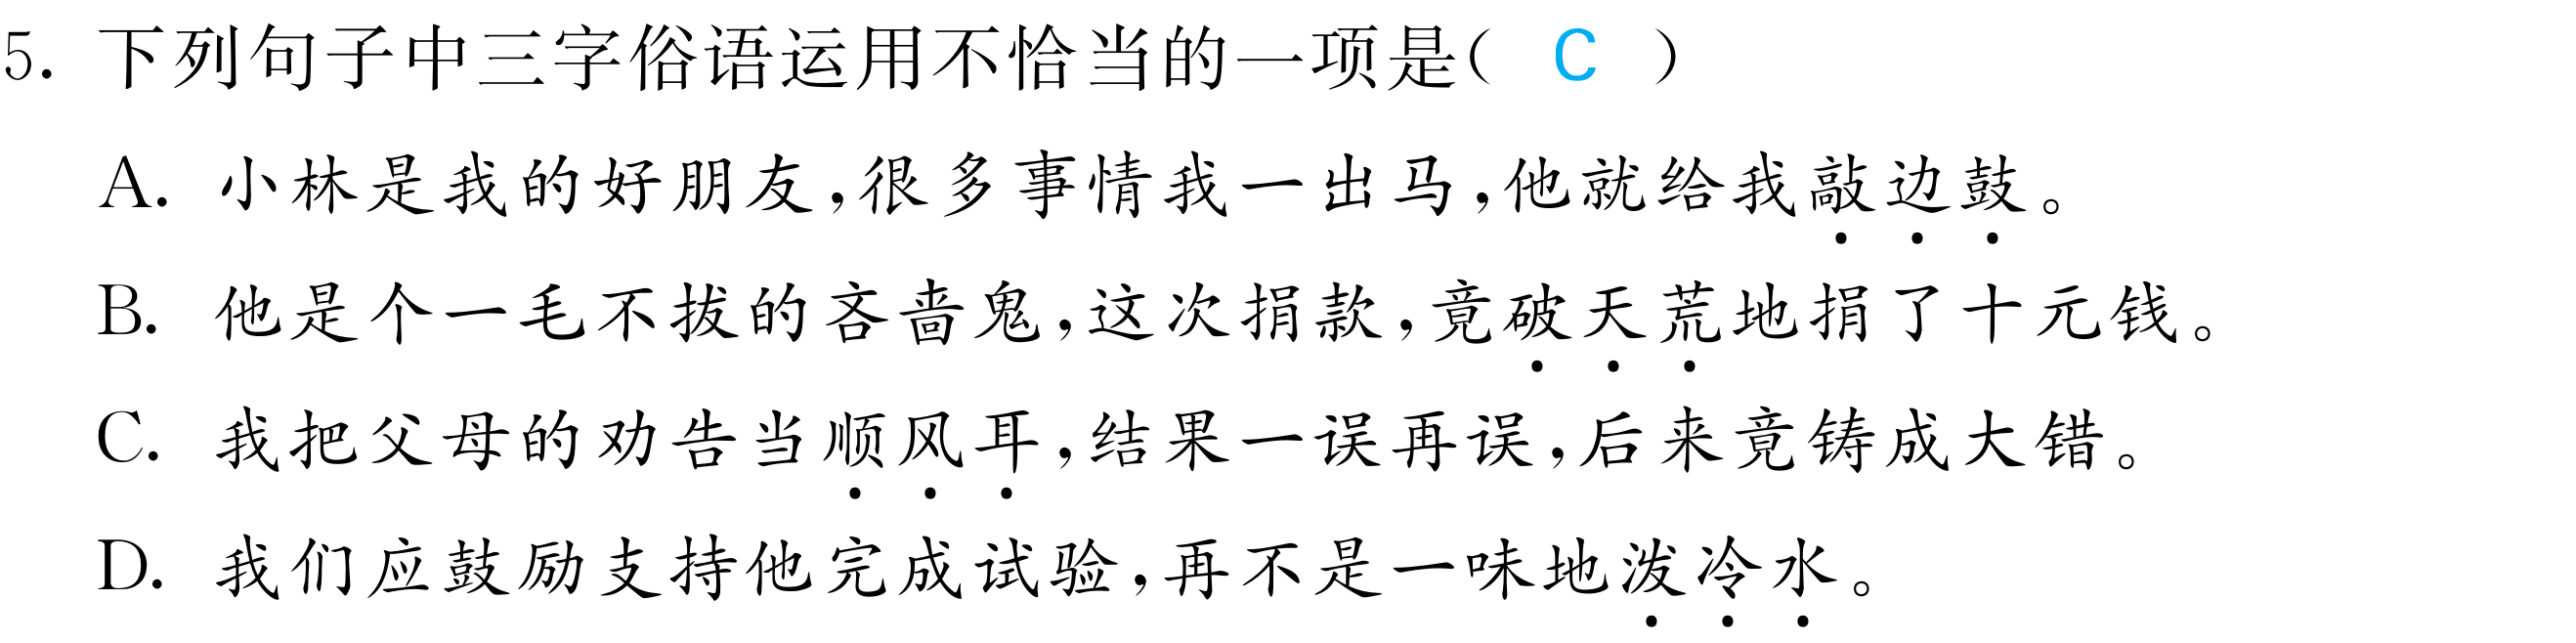 5. 下列句子中三字俗语运用不恰当的一项是( C )
A. 小林是我的好朋友,很多事情我一出马,他就给我敲边鼓。
B. 他是个一毛不拔的吝啬鬼,这次捐款,竟破天荒地捐了十元钱。
C. 我把父母的劝告当顺风耳,结果一误再误,后来竟铸成大错。
D. 我们应鼓励支持他完成试验,再不是一味地泼冷水。